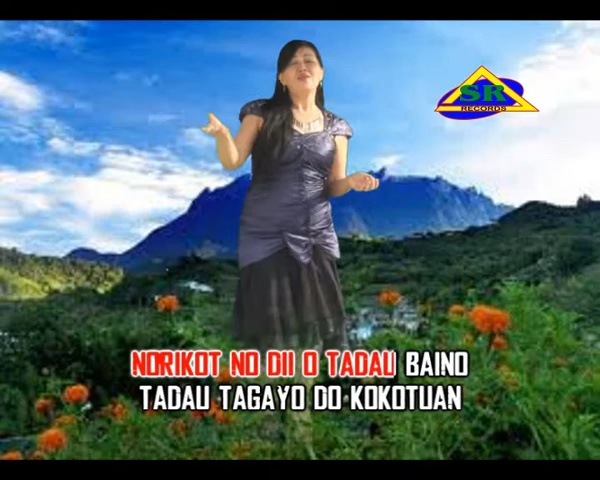 SR
RECORDS
NORIKOT NO DII O TADAU BAINO
TADAU TAGAYO DO KOKOTUAN